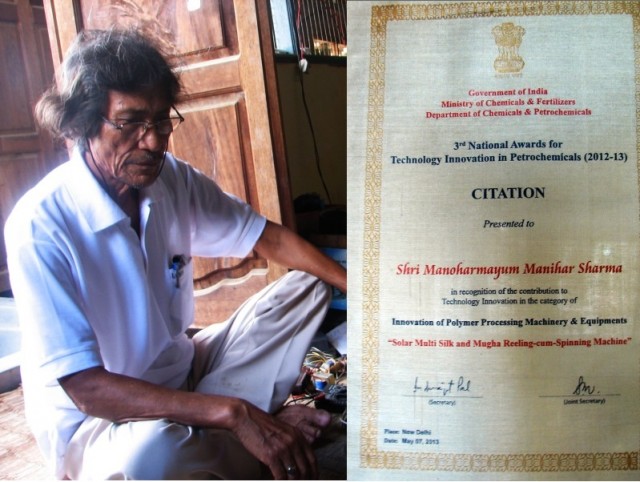 Government of India
Ministry of Chemicals & Fertilizers
Department of Chemicals & Petrochemicals
3rd National Awards for
Technology Innovation in Petrochemicals (2012-13)
CITATION
Presented to
Shri Manoharmayum Manihar Sharma
in recognition of the contribution to
Technology Innovation in the category of
Innovation of Polymer Processing Machinery & Equipments
"Solar Multi Silk and Mugha Reeling-cum-Spinning Machine"
(Secretary)
(Joint Secretary)
Place: New Delhi
Date: May 07, 2013